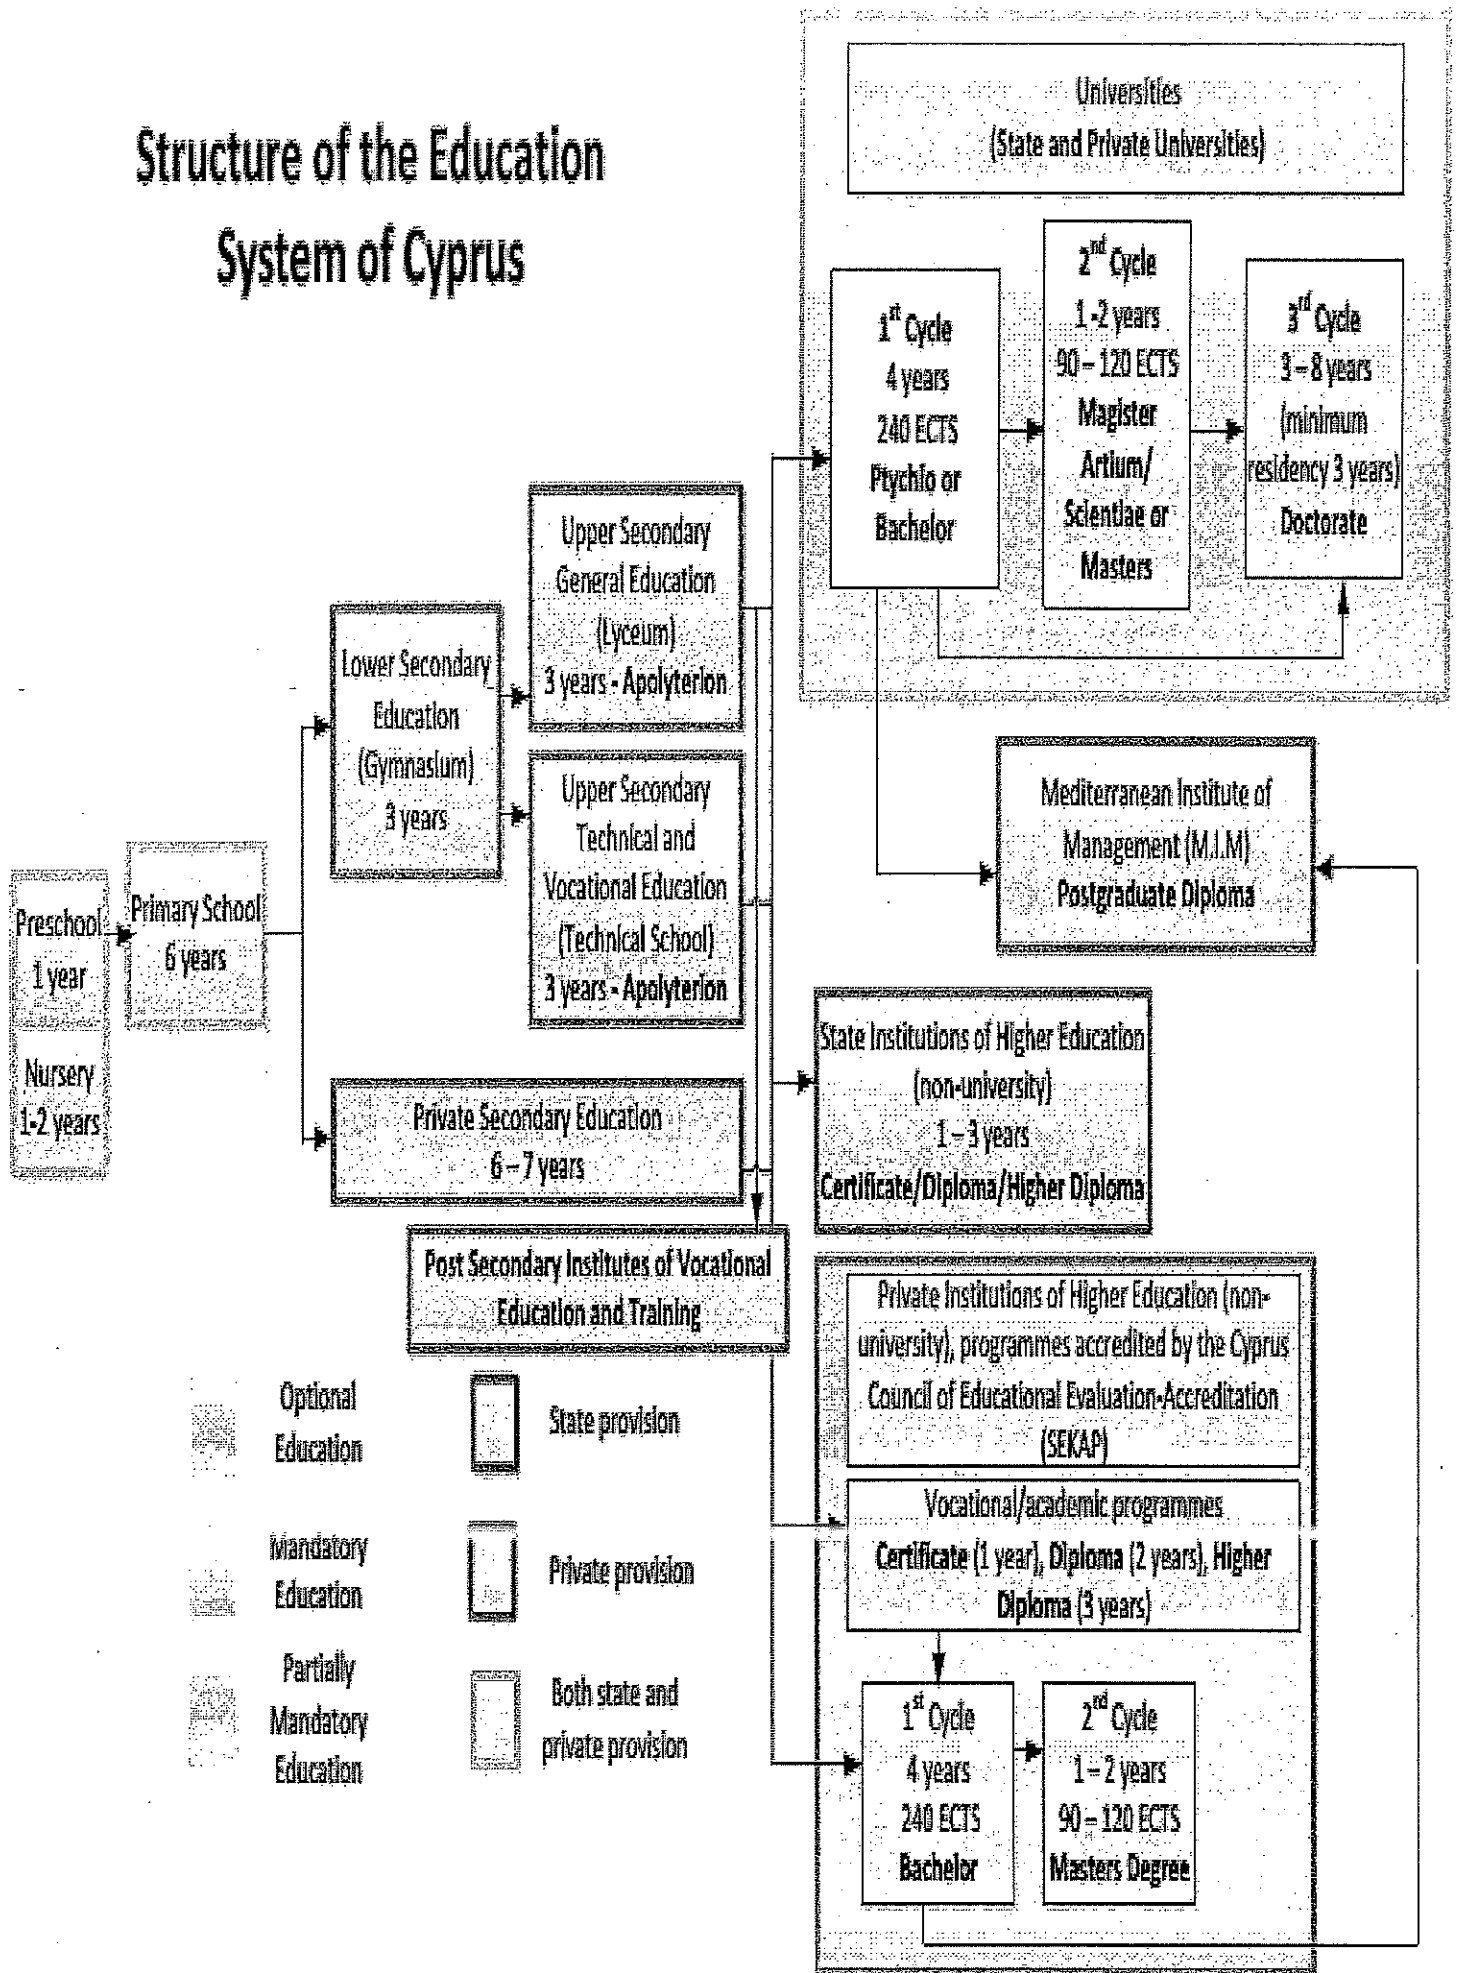 Structure of the Education
System of Cyprus
Universities
(State and Private Universities)
1st Cycle
4 years
240 ECTS
Ptychio or
Bachelor
2nd Cycle
1 -2 years
90 – 120 ECTS
Magister
Artium/
Scientiae or
Masters
3rd Cycle
3 – 8 years
(minimum
residency 3 years)
Doctorate
Upper Secondary
General Education
(Lyceum)
3 years - Apolyterion
Lower Secondary
Education
(Gymnasium)
3 years
Upper Secondary
Technical and
Vocational Education
(Technical School)
3 years - Apolyterion
Preschool
1 year
Nursery
1-2 years
Primary School
6 years
Private Secondary Education
6 – 7 years
Post Secondary Institutes of Vocational
Education and Training
Mediterranean Institute of
Management (M.I.M)
Postgraduate Diploma
State Institutions of Higher Education
(non-university)
1 – 3 years
Certificate/Diploma/Higher Diploma
Private Institutions of Higher Education (non-
university), programmes accredited by the Cyprus
Council of Educational Evaluation-Accreditation
(SEKAP)
Vocational/academic programmes
Certificate (1 year), Diploma (2 years), Higher
Diploma (3 years)
1st Cycle
4 years
240 ECTS
Bachelor
2nd Cycle
1 – 2 years
90 – 120 ECTS
Masters Degree
Optional
Education
State provision
Mandatory
Education
Private provision
Partially
Mandatory
Education
Both state and
private provision